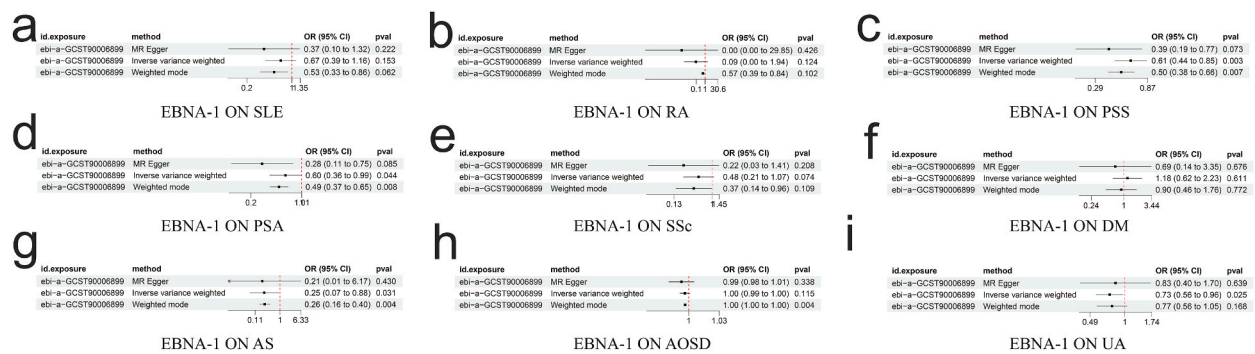 a
id.exposure method OR (95% CI) pval
ebi-a-GCST90006899 MR Egger 0.37 (0.10 to 1.32) 0.222
ebi-a-GCST90006899 Inverse variance weighted 0.67 (0.39 to 1.16) 0.153
ebi-a-GCST90006899 Weighted mode 0.53 (0.33 to 0.86) 0.062
0.2 1 1.35
EBNA-1 ON SLE
b
id.exposure method OR (95% CI) pval
ebi-a-GCST90006899 MR Egger 0.00 (0.00 to 29.85) 0.426
ebi-a-GCST90006899 Inverse variance weighted 0.09 (0.00 to 1.94) 0.124
ebi-a-GCST90006899 Weighted mode 0.57 (0.39 to 0.84) 0.102
0.1 1 30.6
EBNA-1 ON RA
c
id.exposure method OR (95% CI) pval
ebi-a-GCST90006899 MR Egger 0.39 (0.19 to 0.77) 0.073
ebi-a-GCST90006899 Inverse variance weighted 0.61 (0.44 to 0.85) 0.003
ebi-a-GCST90006899 Weighted mode 0.50 (0.38 to 0.66) 0.007
0.29 0.87
EBNA-1 ON PSS
d
id.exposure method OR (95% CI) pval
ebi-a-GCST90006899 MR Egger 0.28 (0.11 to 0.75) 0.085
ebi-a-GCST90006899 Inverse variance weighted 0.60 (0.36 to 0.99) 0.044
ebi-a-GCST90006899 Weighted mode 0.49 (0.37 to 0.65) 0.008
0.2 1.01
EBNA-1 ON PSA
e
id.exposure method OR (95% CI) pval
ebi-a-GCST90006899 MR Egger 0.22 (0.03 to 1.41) 0.208
ebi-a-GCST90006899 Inverse variance weighted 0.48 (0.21 to 1.07) 0.074
ebi-a-GCST90006899 Weighted mode 0.37 (0.14 to 0.96) 0.109
0.13 1 1.45
EBNA-1 ON SSc
f
id.exposure method OR (95% CI) pval
ebi-a-GCST90006899 MR Egger 0.69 (0.14 to 3.35) 0.676
ebi-a-GCST90006899 Inverse variance weighted 1.18 (0.62 to 2.23) 0.611
ebi-a-GCST90006899 Weighted mode 0.90 (0.46 to 1.76) 0.772
0.24 1 3.44
EBNA-1 ON DM
g
id.exposure method OR (95% CI) pval
ebi-a-GCST90006899 MR Egger 0.21 (0.01 to 6.17) 0.430
ebi-a-GCST90006899 Inverse variance weighted 0.25 (0.07 to 0.88) 0.031
ebi-a-GCST90006899 Weighted mode 0.26 (0.16 to 0.40) 0.004
0.11 1 6.33
EBNA-1 ON AS
h
id.exposure method OR (95% CI) pval
ebi-a-GCST90006899 MR Egger 0.99 (0.98 to 1.01) 0.338
ebi-a-GCST90006899 Inverse variance weighted 1.00 (0.99 to 1.00) 0.115
ebi-a-GCST90006899 Weighted mode 1.00 (1.00 to 1.00) 0.004
1 1.03
EBNA-1 ON AOSD
i
id.exposure method OR (95% CI) pval
ebi-a-GCST90006899 MR Egger 0.83 (0.40 to 1.70) 0.639
ebi-a-GCST90006899 Inverse variance weighted 0.73 (0.56 to 0.96) 0.025
ebi-a-GCST90006899 Weighted mode 0.77 (0.56 to 1.05) 0.168
0.49 1 1.74
EBNA-1 ON UA